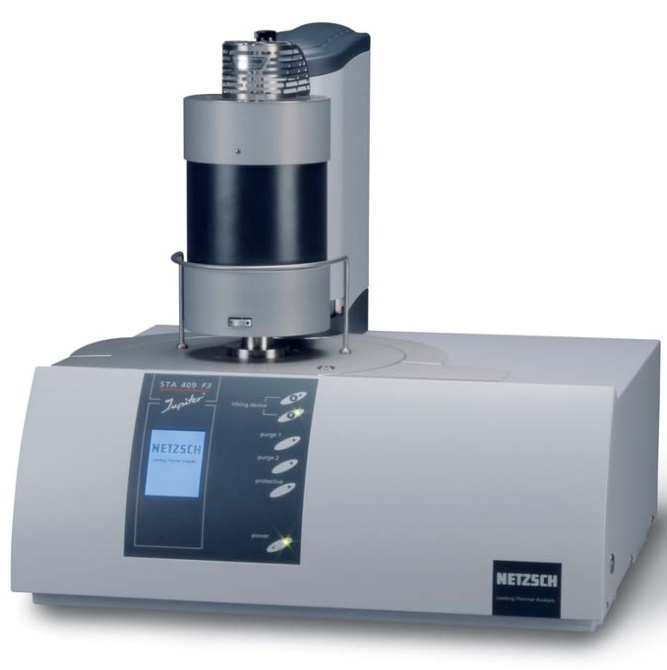 STA 409 F3
Jupiter
NETZSCH
Leading Thermal Analysis
lifting device
purge 1
purge 2
protective
power
NETZSCH
Leading Thermal Analysis